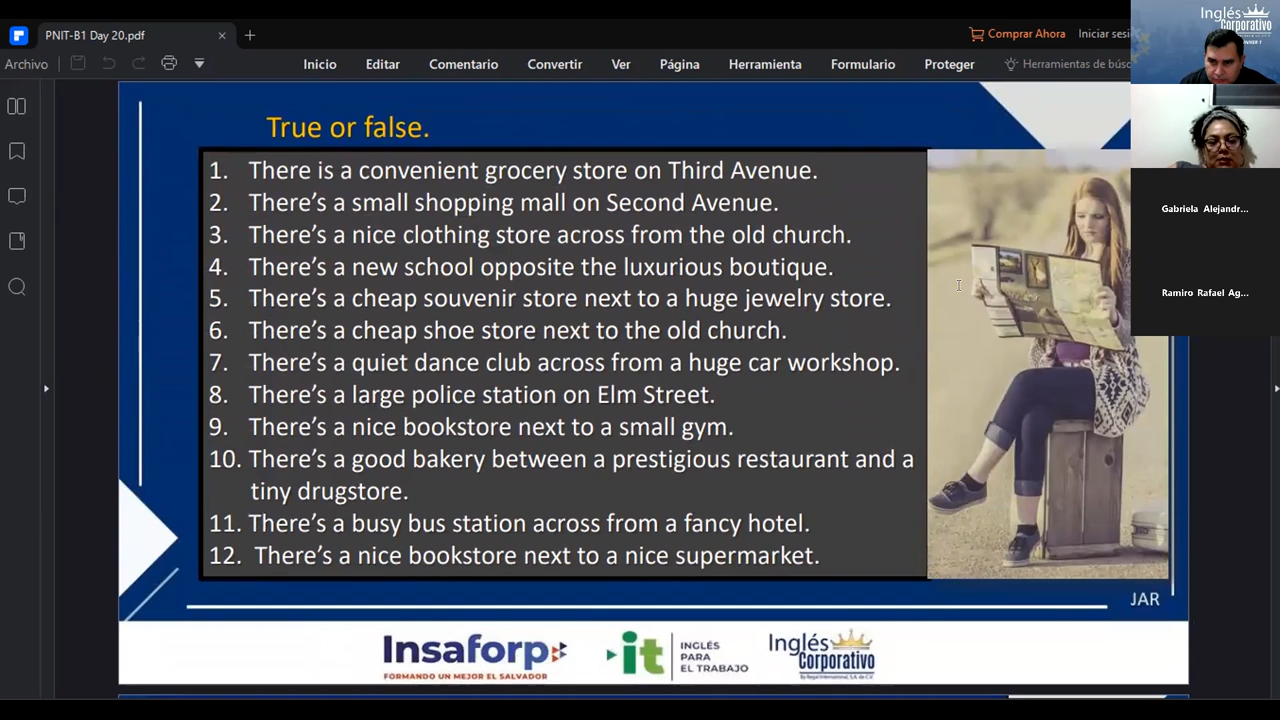 PNIT-B1 Day 20.pdf
Comprar Ahora
Archivo
Inicio
Editar
Comentario
Convertir
Ver
Página
Herramienta
Formulario
Proteger
True or false.
1. There is a convenient grocery store on Third Avenue.
2. There's a small shopping mall on Second Avenue.
3. There's a nice clothing store across from the old church.
4. There's a new school opposite the luxurious boutique.
5. There's a cheap souvenir store next to a huge jewelry store.
6. There's a cheap shoe store next to the old church.
7. There's a quiet dance club across from a huge car workshop.
8. There's a large police station on Elm Street.
9. There's a nice bookstore next to a small gym.
10. There's a good bakery between a prestigious restaurant and a
tiny drugstore.
11. There's a busy bus station across from a fancy hotel.
12. There's a nice bookstore next to a nice supermarket.
JAR
Insaforp
FORMANDO UN MEJOR EL SALVADOR
it
INGLÉS
PARA
EL TRABAJO
Inglés
Corporativo
Inglés
Corporativo
Gabriela Alejandr...
Ramiro Rafael Ag...